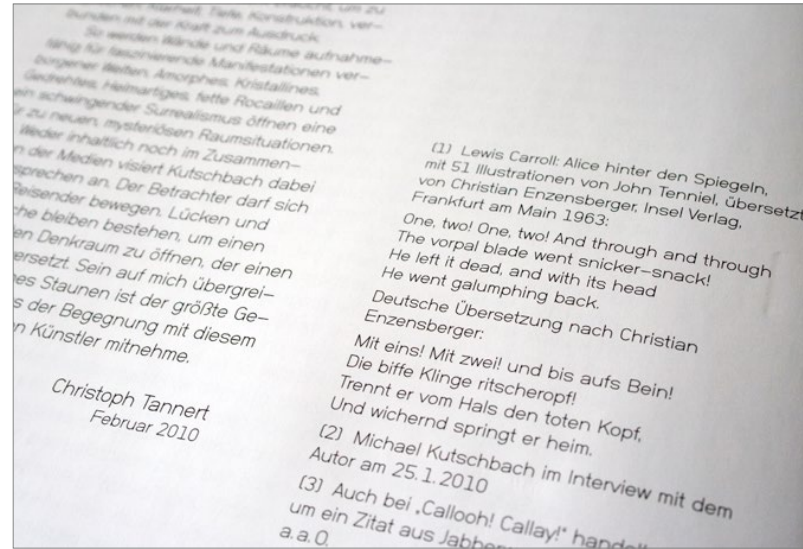 Klarheit, Tiefe, Konstruktion, ver-
bunden mit der Kraft zum Ausdruck.
So werden Wände und Räume aufnahme-
fähig für faszinierende Manifestationen ver-
borgener Welten. Amorphes, Kristallines,
Gedrehtes, Helmartiges, fette Rocaillen und
ein schwingender Surrealismus öffnen eine
zu neuen, mysteriösen Raumsituationen.
Weder inhaltlich noch im Zusammen-
der Medien visiert Kutschbach dabei
sprechen an. Der Betrachter darf sich
Reisender bewegen. Lücken und
che bleiben bestehen, um einen
en Denkraum zu öffnen, der einen
ersetzt. Sein auf mich übergrei-
es Staunen ist der größte Ge-
s der Begegnung mit diesem
n Künstler mitnehme.
Christoph Tannert
Februar 2010
(1) Lewis Carroll: Alice hinter den Spiegeln,
mit 51 Illustrationen von John Tenniel, übersetzt
von Christian Enzensberger, Insel Verlag,
Frankfurt am Main 1963:
One, two! One, two! And through and through
The vorpal blade went snicker-snack!
He left it dead, and with its head
He went galumphing back.
Deutsche Übersetzung nach Christian
Enzensberger:
Mit eins! Mit zwei! und bis aufs Bein!
Die biffe Klinge ritscheropf!
Trennt er vom Hals den toten Kopf,
Und wichernd springt er heim.
(2) Michael Kutschbach im Interview mit dem
Autor am 25.1.2010
(3) Auch bei „Callooh! Callay!“ handel
um ein Zitat aus Jabber
a.a.O.